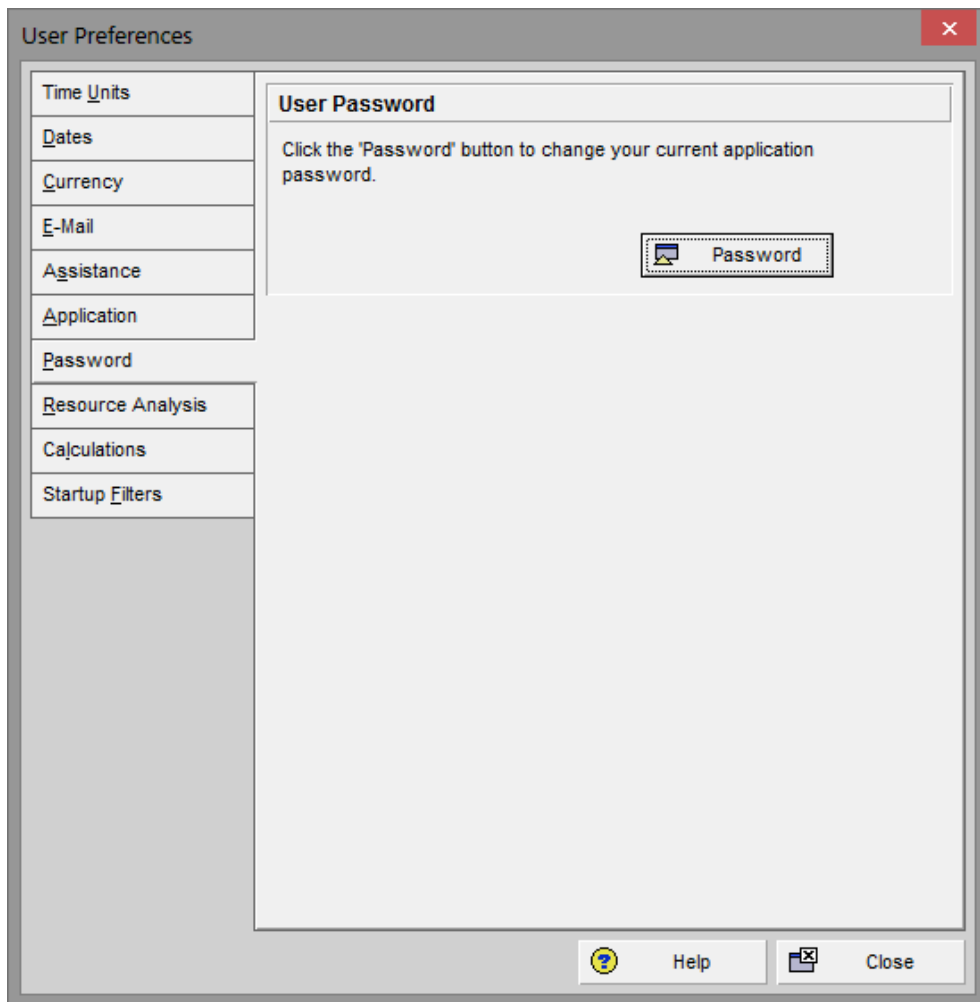 User Preferences
Time Units
Dates
Currency
E-Mail
Assistance
Application
Password
Resource Analysis
Calculations
Startup Filters
User Password
Click the 'Password' button to change your current application
password.
Password
Help
Close